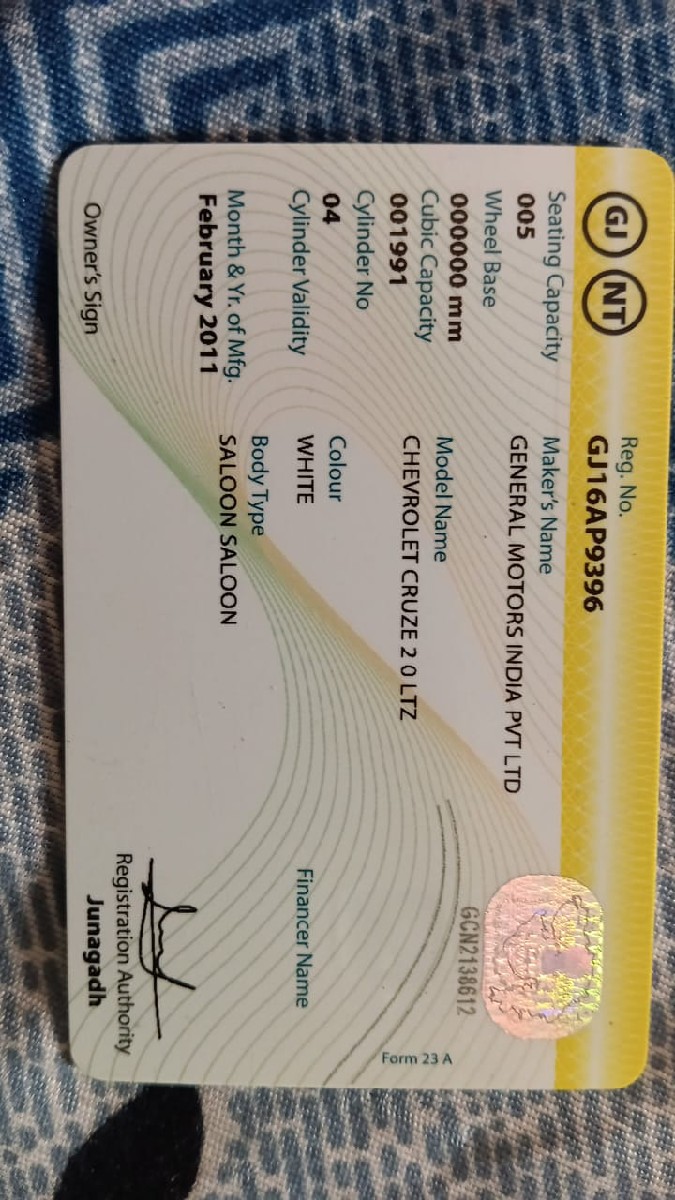 GJ NT
Reg. No.
GJ16AP9396
Seating Capacity
005
Wheel Base
000000 mm
Cubic Capacity
001991
Cylinder No
04
Cylinder Validity
Month & Yr. of Mfg.
February 2011
Owner's Sign
Maker's Name
GENERAL MOTORS INDIA PVT LTD
Model Name
CHEVROLET CRUZE 2 0 LTZ
Colour
WHITE
Body Type
SALOON SALOON
GCN2138612
Form 23 A
Financer Name
Registration Authority
Junagadh